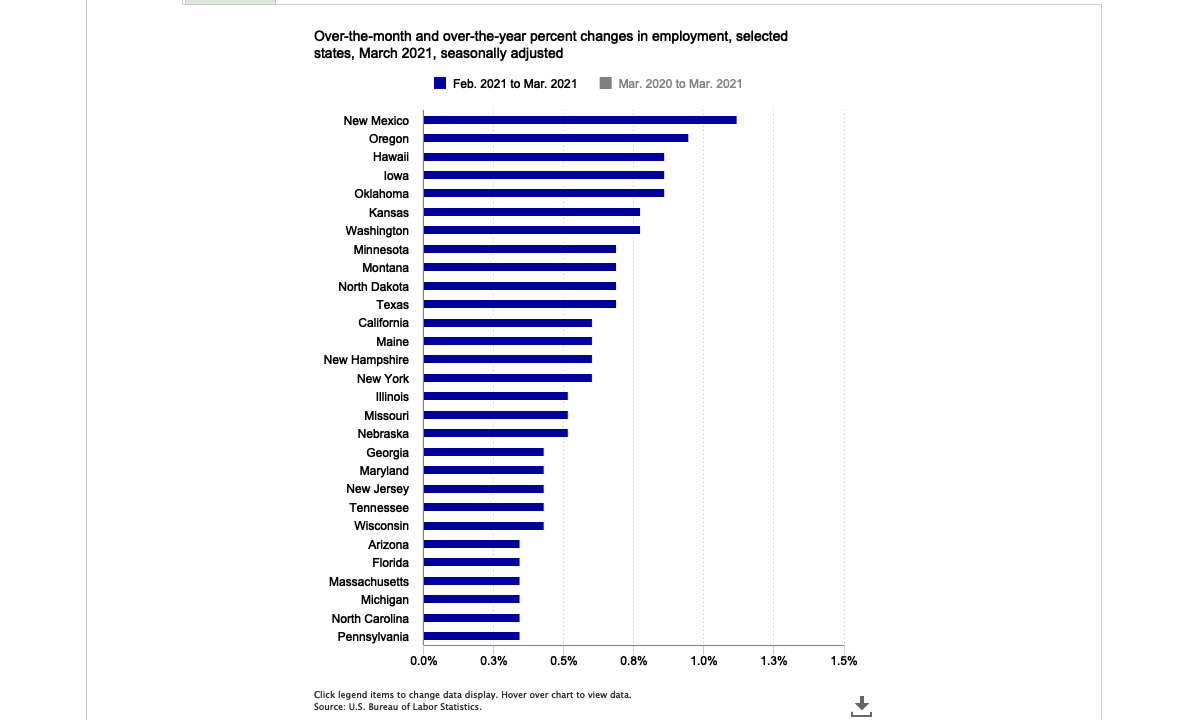 Over-the-month and over-the-year percent changes in employment, selected
states, March 2021, seasonally adjusted
Feb. 2021 to Mar. 2021
Mar. 2020 to Mar. 2021
New Mexico
Oregon
Hawaii
Iowa
Oklahoma
Kansas
Washington
Minnesota
Montana
North Dakota
Texas
California
Maine
New Hampshire
New York
Illinois
Missouri
Nebraska
Georgia
Maryland
New Jersey
Tennessee
Wisconsin
Arizona
Florida
Massachusetts
Michigan
North Carolina
Pennsylvania
0.0% 0.3% 0.5% 0.8% 1.0% 1.3% 1.5%
Click legend items to change data display. Hover over chart to view data.
Source: U.S. Bureau of Labor Statistics.